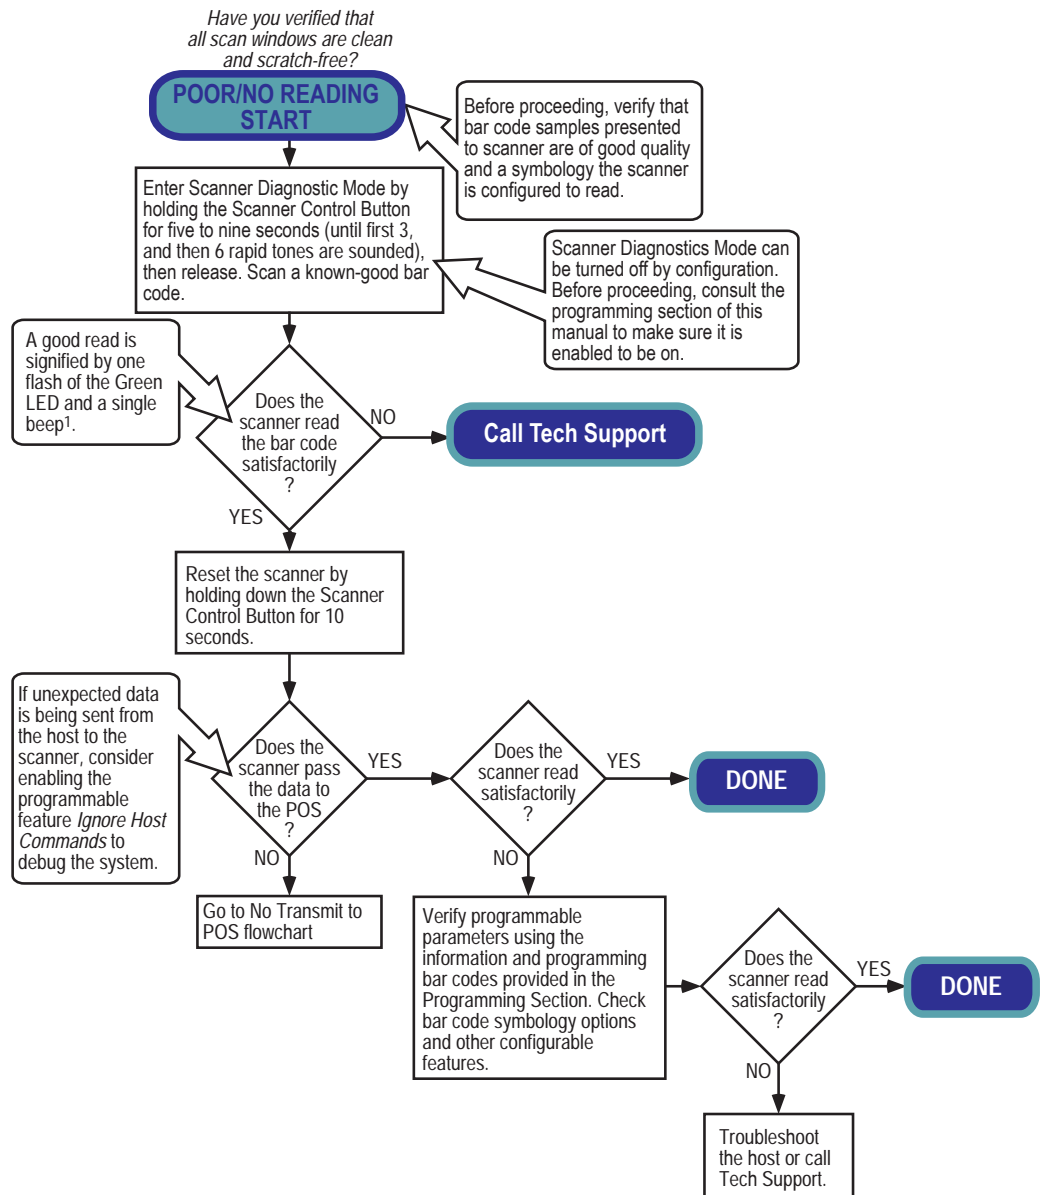 Have you verified that
all scan windows are clean
and scratch-free?
POOR/NO READING
START
Before proceeding, verify that
bar code samples presented
to scanner are of good quality
and a symbology the scanner
is configured to read.
Enter Scanner Diagnostic Mode by
holding the Scanner Control Button
for five to nine seconds (until first 3,
and then 6 rapid tones are sounded),
then release. Scan a known-good bar
code.
Scanner Diagnostics Mode can
be turned off by configuration.
Before proceeding, consult the
programming section of this
manual to make sure it is
enabled to be on.
A good read is
signified by one
flash of the Green
LED and a single
beep1.
Does the
scanner read
the bar code
satisfactorily
?
NO
Call Tech Support
YES
Reset the scanner by
holding down the Scanner
Control Button for 10
seconds.
If unexpected data
is being sent from
the host to the
scanner, consider
enabling the
programmable
feature Ignore Host
Commands to
debug the system.
Does the
scanner pass
the data to
the POS
?
YES
Does the
scanner read
satisfactorily
?
YES
DONE
NO
Go to No Transmit to
POS flowchart
NO
Verify programmable
parameters using the
information and programming
bar codes provided in the
Programming Section. Check
bar code symbology options
and other configurable
features.
Does the
scanner read
satisfactorily
?
YES
DONE
NO
Troubleshoot
the host or call
Tech Support.